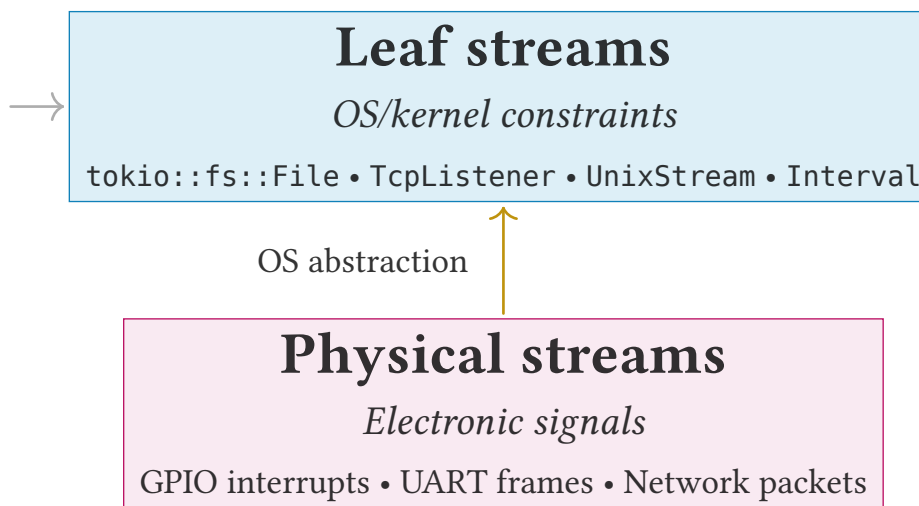 Leaf streams
OS/kernel constraints
tokio::fs::File • TcpListener • UnixStream • Interval
OS abstraction
Physical streams
Electronic signals
GPIO interrupts • UART frames • Network packets